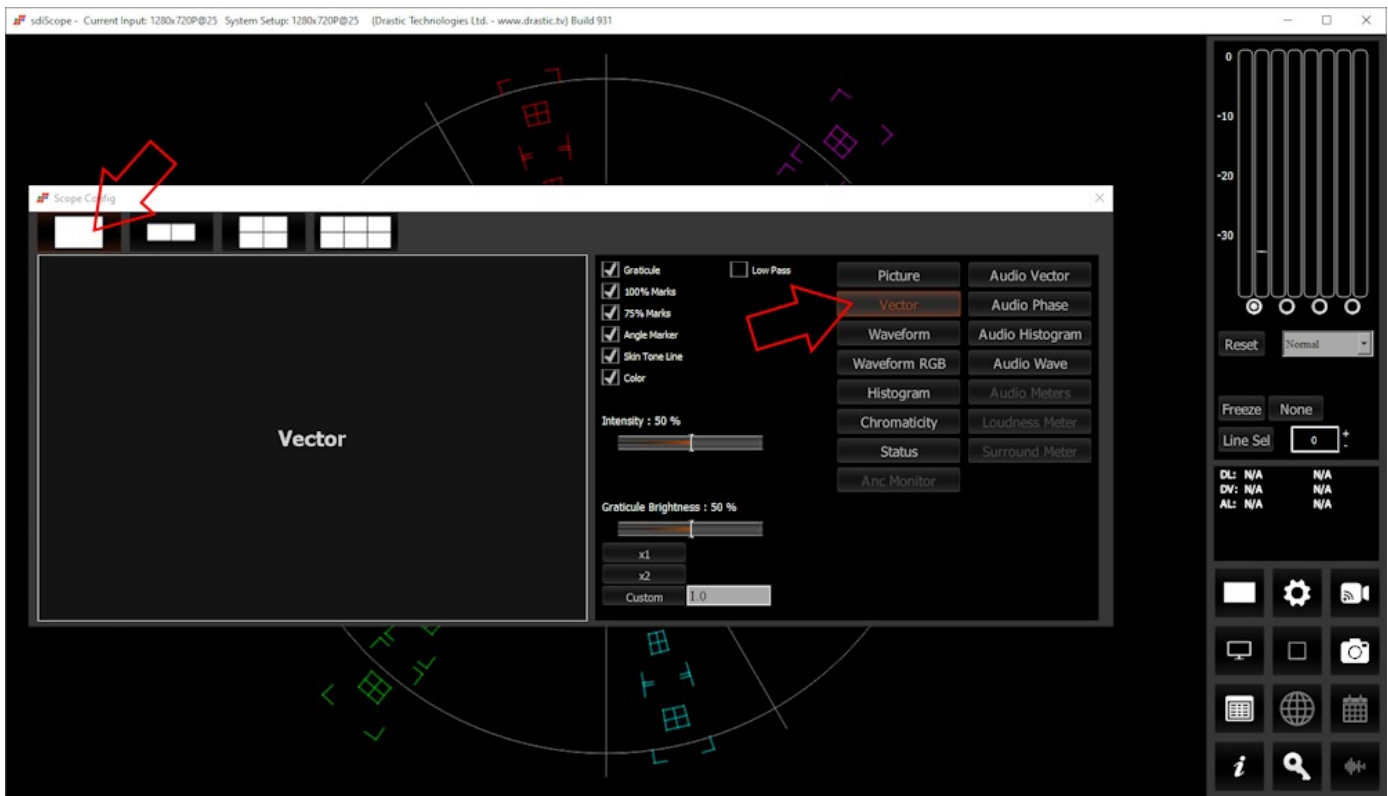 sdiScope - Current Input: 1280x720P@25 System Setup: 1280x720P@25 (Drastic Technologies Ltd. - www.drastic.tv) Build 931
Scope Config
Vector
Graticule
Low Pass
100% Marks
75% Marks
Angle Marker
Skin Tone Line
Color
Intensity : 50 %
Graticule Brightness : 50 %
x1
x2
Custom 1.0
Picture Audio Vector
Vector Audio Phase
Waveform Audio Histogram
Waveform RGB Audio Wave
Histogram Audio Meters
Chromaticity Loudness Meter
Status Surround Meter
Anc Monitor
0
-10
-20
-30
Reset Normal
Freeze None
Line Sel 0 + -
DL: N/A N/A
DV: N/A N/A
AL: N/A N/A
i